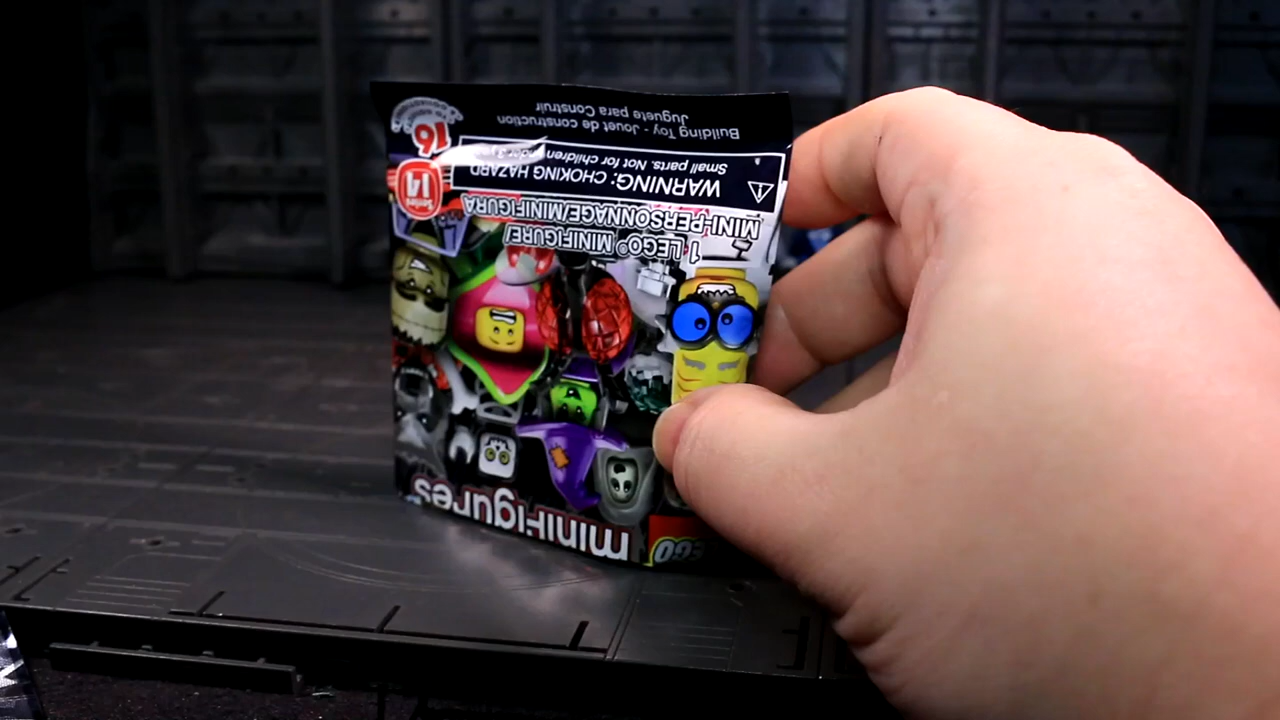 LEGO minifigures
1 LEGO® MINIFIGURE/
MINI-PERSONNAGE/MINIFIGURA
Series
14
16
WARNING: CHOKING HAZARD
Small parts. Not for children under 3
Building Toy - Jouet de construction
Juguete para Construir